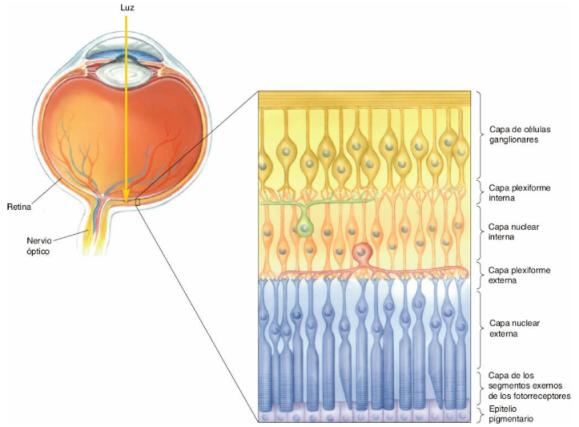 Luz
Retina
Nervio
óptico
Capa de células
ganglionares
Capa plexiforme
interna
Capa nuclear
interna
Capa plexiforme
externa
Capa nuclear
externa
Capa de los
segmentos exernos
de los fotorreceptores
Epitelio
pigmentario